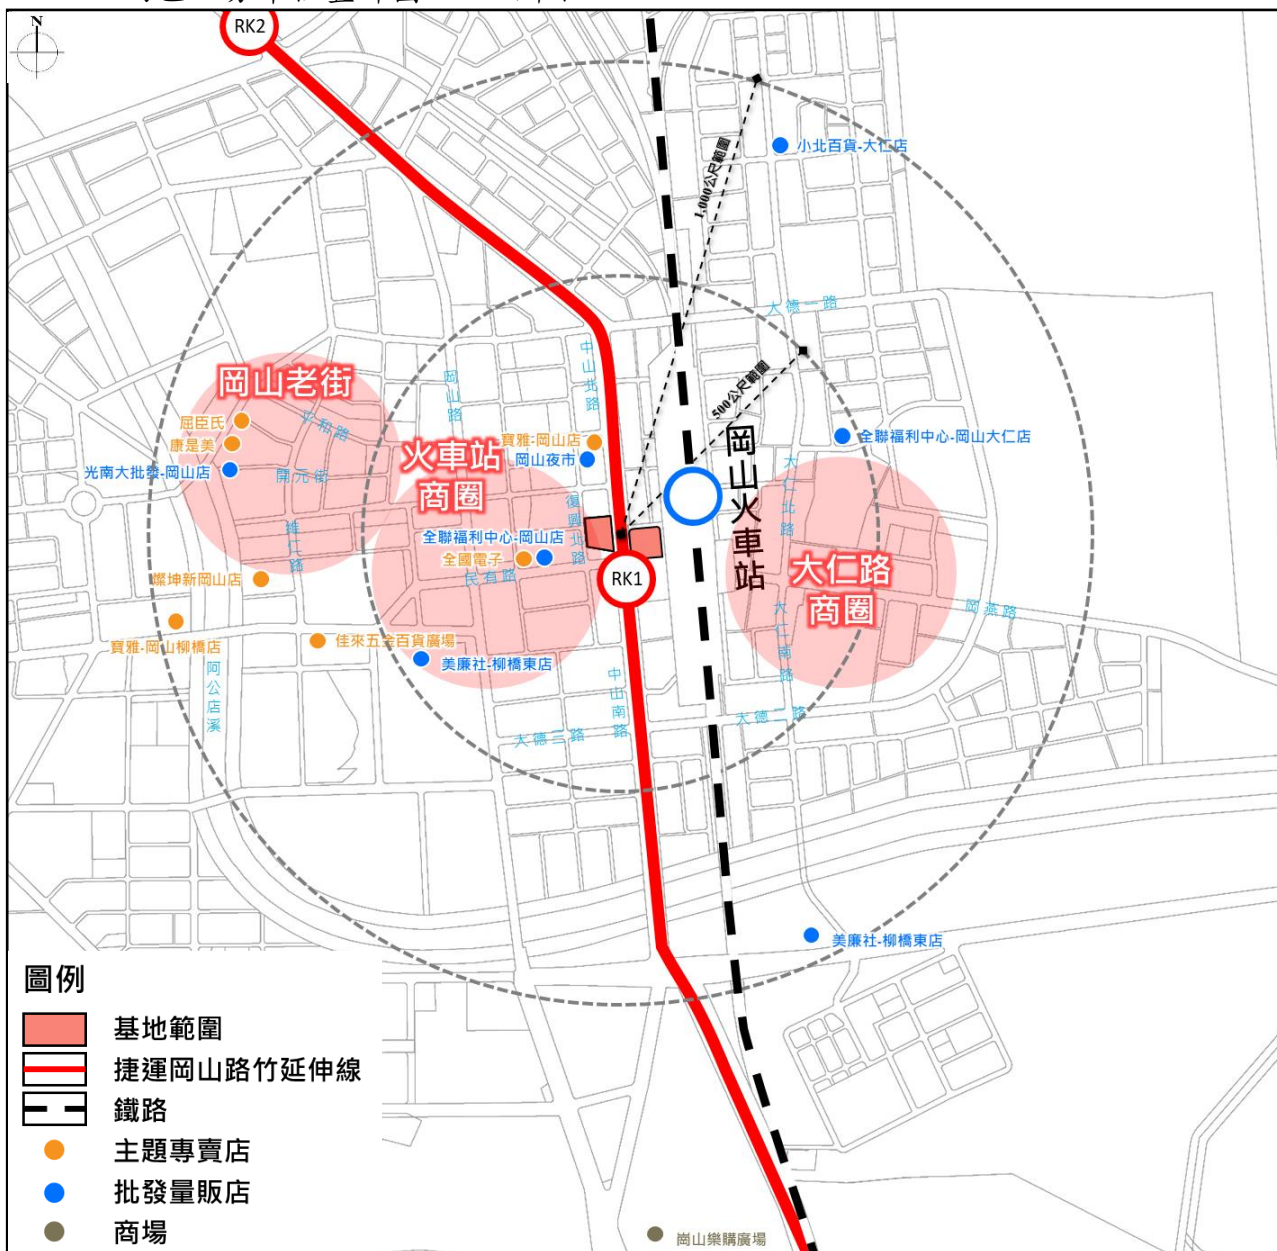 N
RK2
小北百貨-大仁店
1,000公尺範圍
大德一路
中山北路
岡山路
500公尺範圍
岡山老街
平和路
屈臣氏
康是美
光南大批發-岡山店
開元街
維仁路
火車站
商圈
寶雅-岡山店
岡山夜市
復興北路
岡山火車站
大仁北路
全聯福利中心-岡山大仁店
全聯福利中心-岡山店
全國電子
民有路
RK1
大仁路
商圈
岡燕路
大仁南路
燦坤新岡山店
寶雅-岡山柳橋店
佳來五金百貨廣場
美廉社-柳橋東店
阿公店溪
中山南路
大德三路
大德二路
美廉社-柳橋東店
圖例
基地範圍
捷運岡山路竹延伸線
鐵路
主題專賣店
批發量販店
商場
崗山樂購廣場